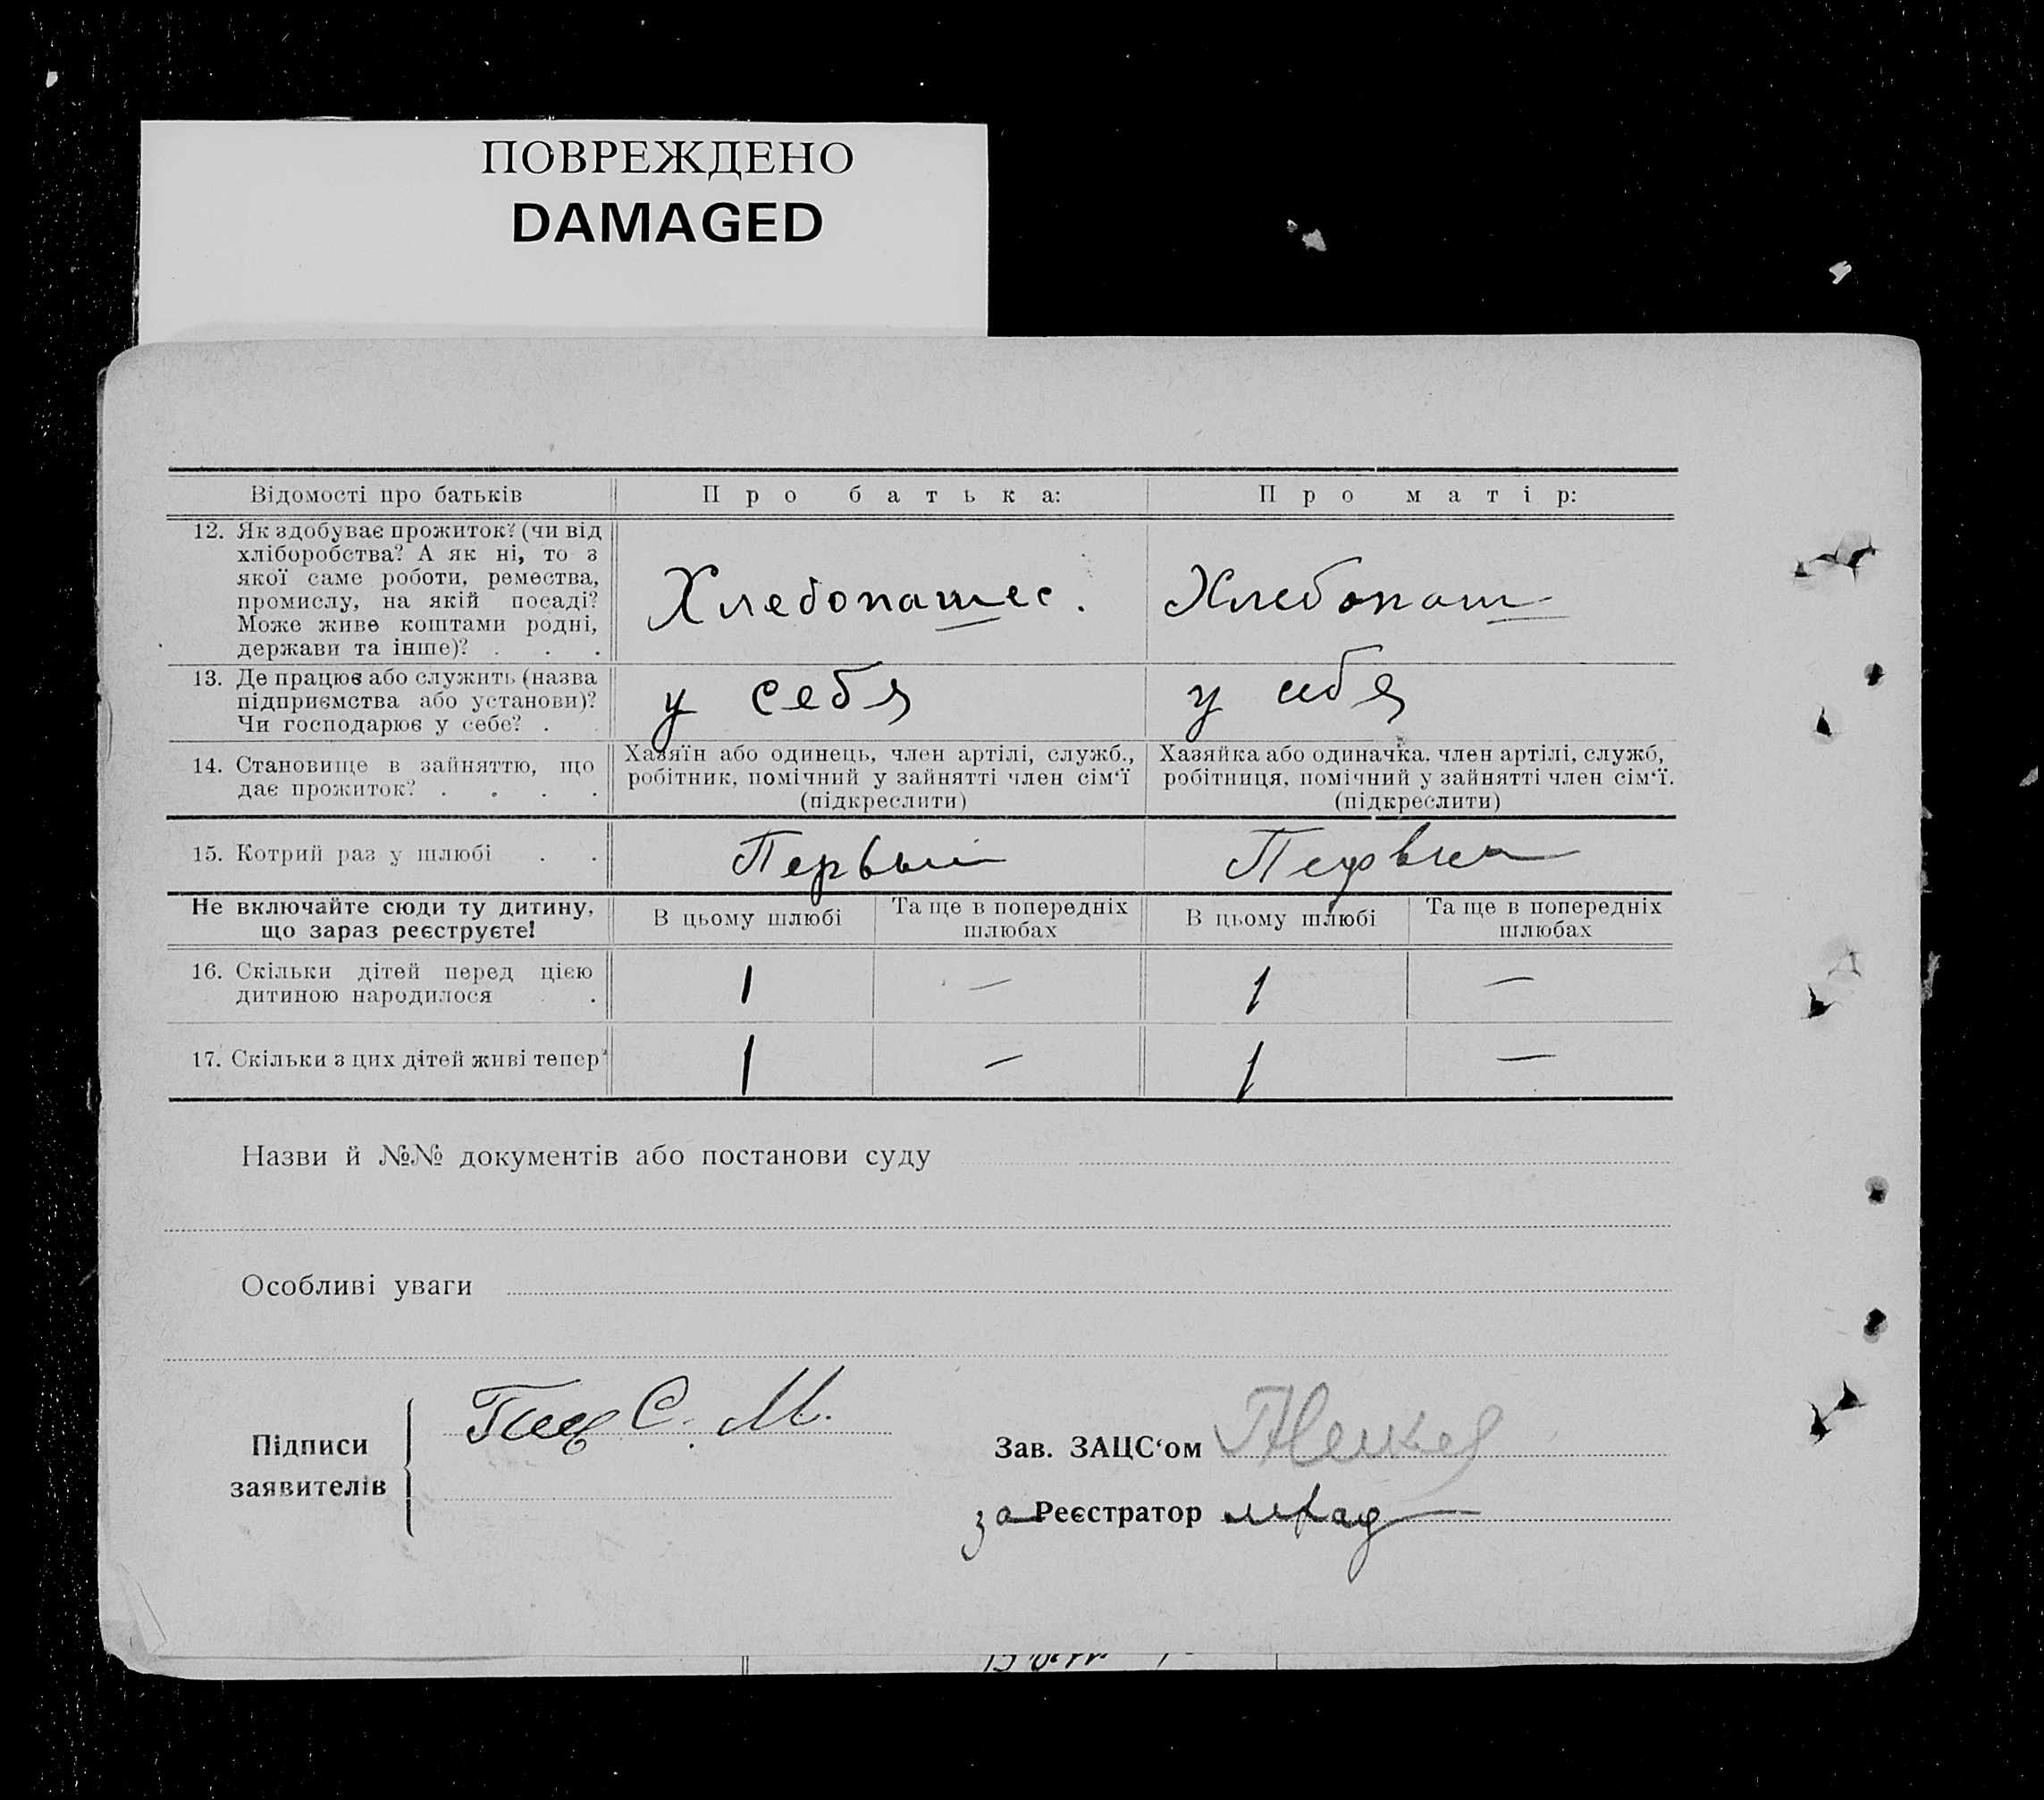 ПОВРЕЖДЕНО
DAMAGED
Відомості про батьків
Про батька:
Про матір:
12. Як здобуває прожиток? (чи від
хліборобства? А як ні, то з
якої саме роботи, ремества,
промислу, на якій посаді?
Може живе коштами родні,
держави та інше)? . . .
Хлебопашес.
Хлебопаш
13. Де працює або служить (назва
підприємства або установи)?
Чи господарює у себе? .
у себя
у себя
14. Становище в зайняттю, що
дає прожиток? . . . .
Хазяїн або одинець, член артілі, служб.,
робітник, помічний у зайнятті член сім'ї
(підкреслити)
Хазяйка або одиначка, член артілі, служб,
робітниця, помічний у зайнятті член сім'ї.
(підкреслити)
15. Котрий раз у шлюбі . .
Первый
Первый
Не включайте сюди ту дитину,
що зараз реєструєте!
В цьому шлюбі
Та ще в попередніх
шлюбах
В цьому шлюбі
Та ще в попередніх
шлюбах
16. Скільки дітей перед цією
дитиною народилося .
1 — 1 —
17. Скільки з цих дітей живі тепер?
1 — 1 —
Назви й №№ документів або постанови суду
Особливі уваги
Підписи
заявителів
С. М.
Зав. ЗАЦС'ом
за Реєстратор